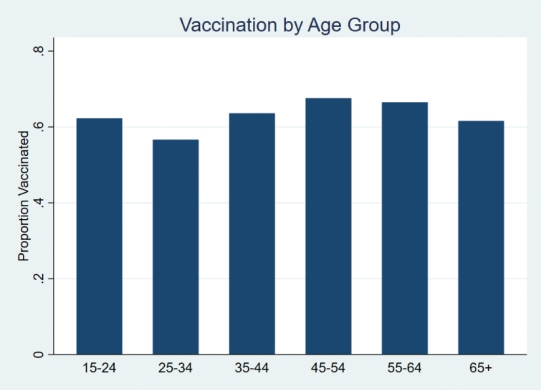 Vaccination by Age Group
Proportion Vaccinated
.8
.6
.4
.2
0
15-24 25-34 35-44 45-54 55-64 65+